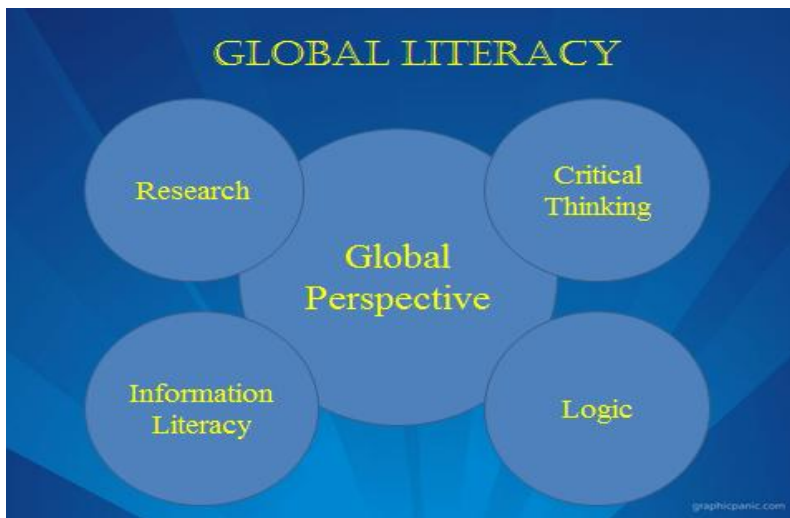 GLOBAL LITERACY
Research
Critical
Thinking
Global
Perspective
Information
Literacy
Logic
graphicpanic.com